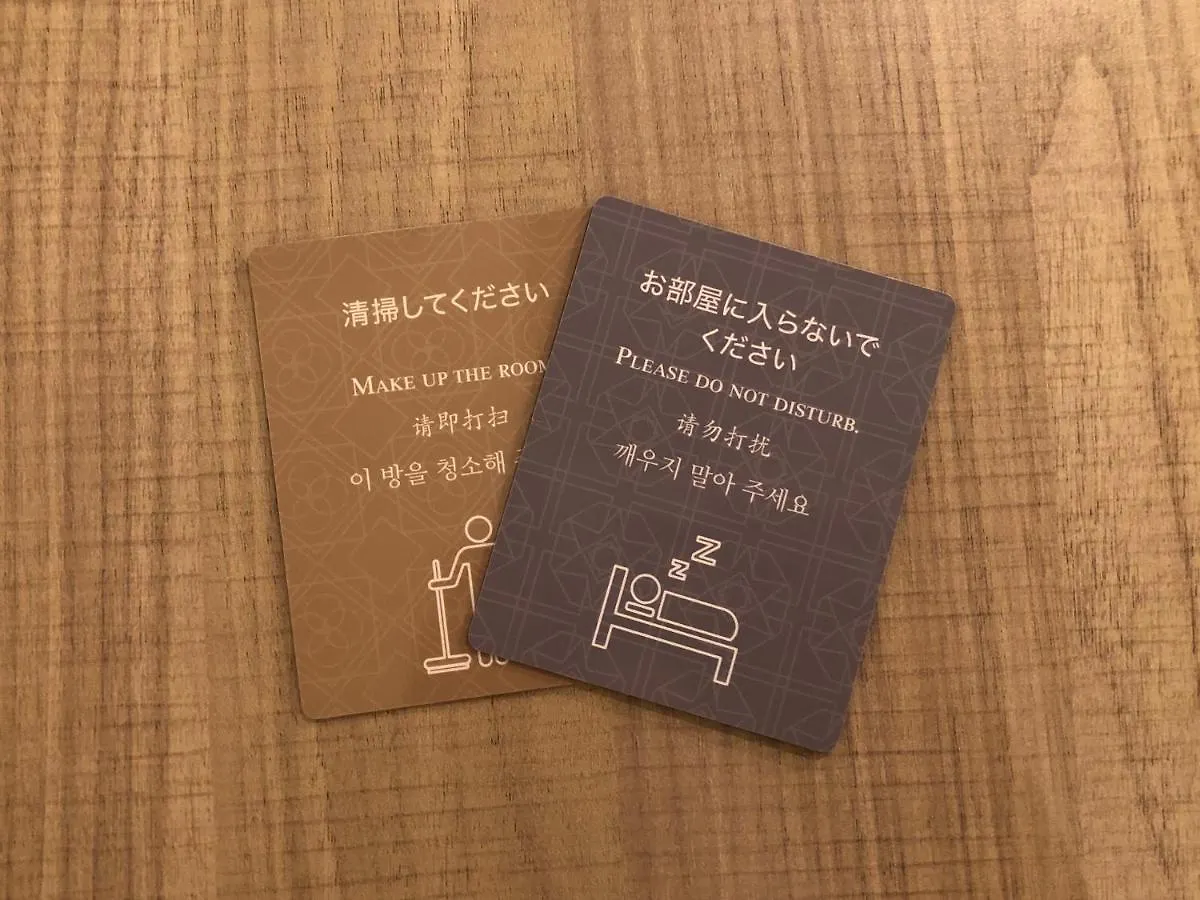 清掃してください
MAKE UP THE ROOM
请即打扫
이 방을 청소해
お部屋に入らないで
ください
PLEASE DO NOT DISTURB.
请勿打扰
깨우지 말아 주세요
z
Z